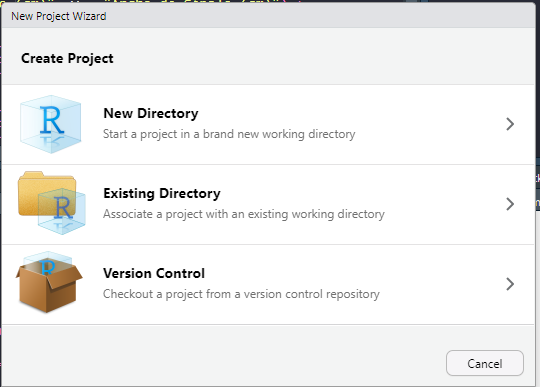 New Project Wizard
Create Project
New Directory
Start a project in a brand new working directory
Existing Directory
Associate a project with an existing working directory
Version Control
Checkout a project from a version control repository
Cancel